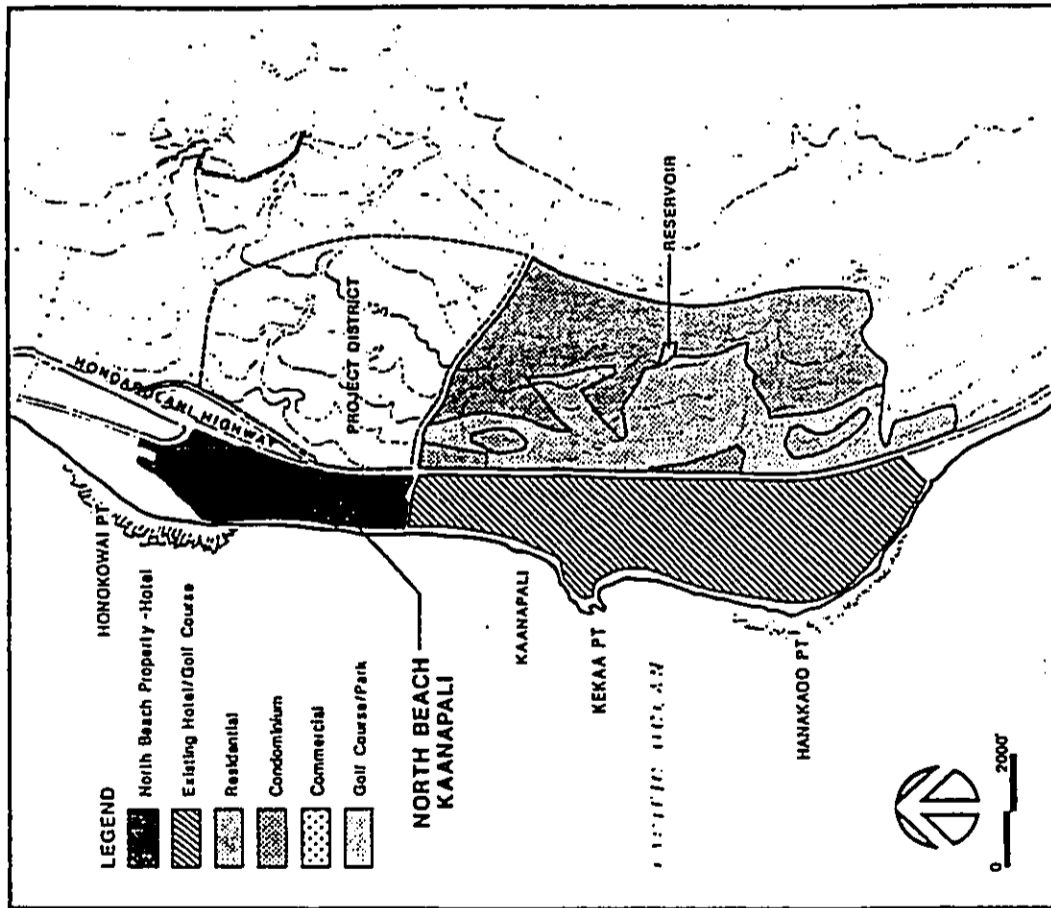 LEGEND
North Beach Property -Hotel
Existing Hotel/Golf Course
Residential
Condominium
Commercial
Golf Course/Park
NORTH BEACH
KAANAPALI
HONOKOWAI PT
KAANAPALI
KEKAA PT
HANAKAOO PT
HIGHWAY
PROJECT DISTRICT
RESERVOIR
0 2000'